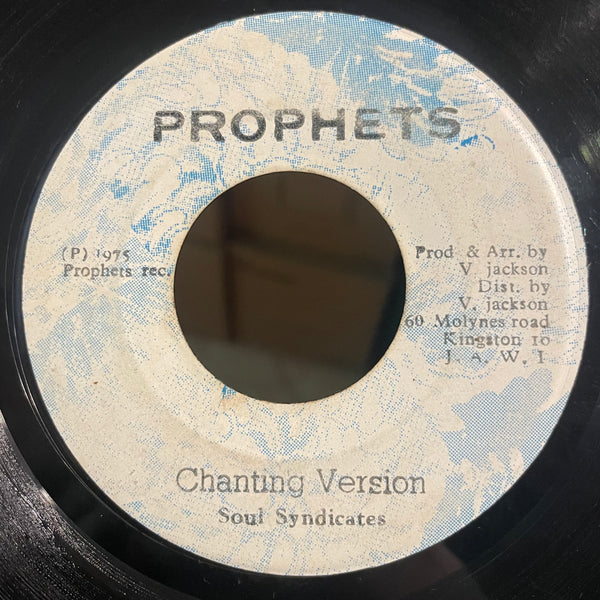 PROPHETS
(P) 1975
Prophets rec.
Prod & Arr. by
V. jackson
Dist. by
V. jackson
60 Molynes road
Kingston 10
J. A. W. I
Chanting Version
Soul Syndicates